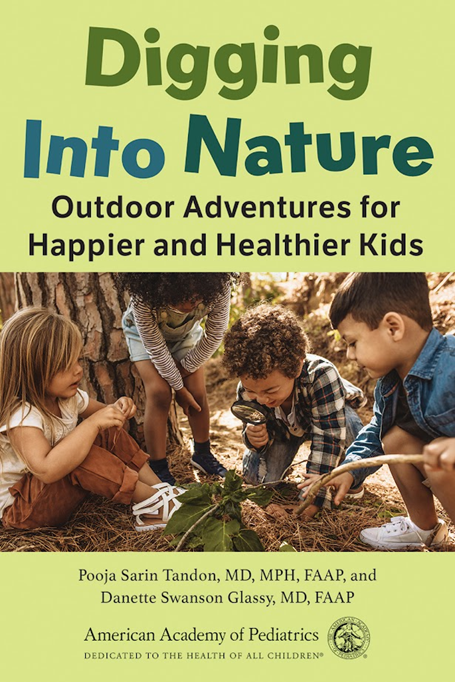 Digging
Into Nature
Outdoor Adventures for
Happier and Healthier Kids
Pooja Sarin Tandon, MD, MPH, FAAP, and
Danette Swanson Glassy, MD, FAAP
American Academy of Pediatrics
DEDICATED TO THE HEALTH OF ALL CHILDREN®